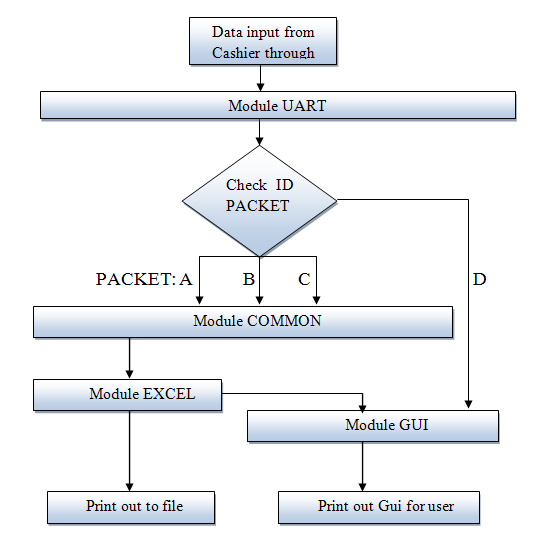 Data input from
Cashier through
Module UART
Check ID
PACKET
PACKET: A
B
C
D
Module COMMON
Module EXCEL
Module GUI
Print out to file
Print out Gui for user